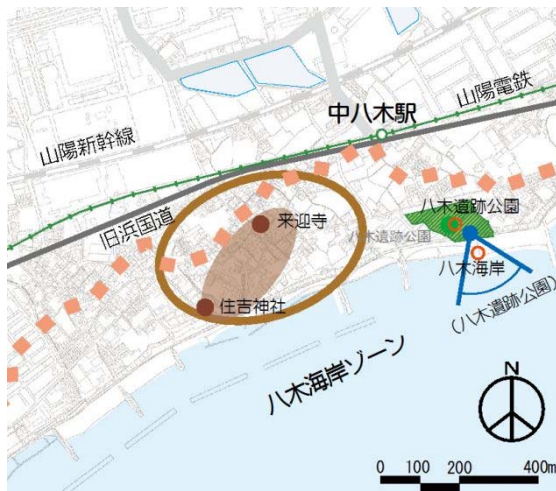 中八木駅
山陽電鉄
山陽新幹線
旧浜国道
来迎寺
八木遺跡公園
八木遺跡公園
八木海岸
(八木遺跡公園)
住吉神社
八木海岸ゾーン
N
0 100 200 400m